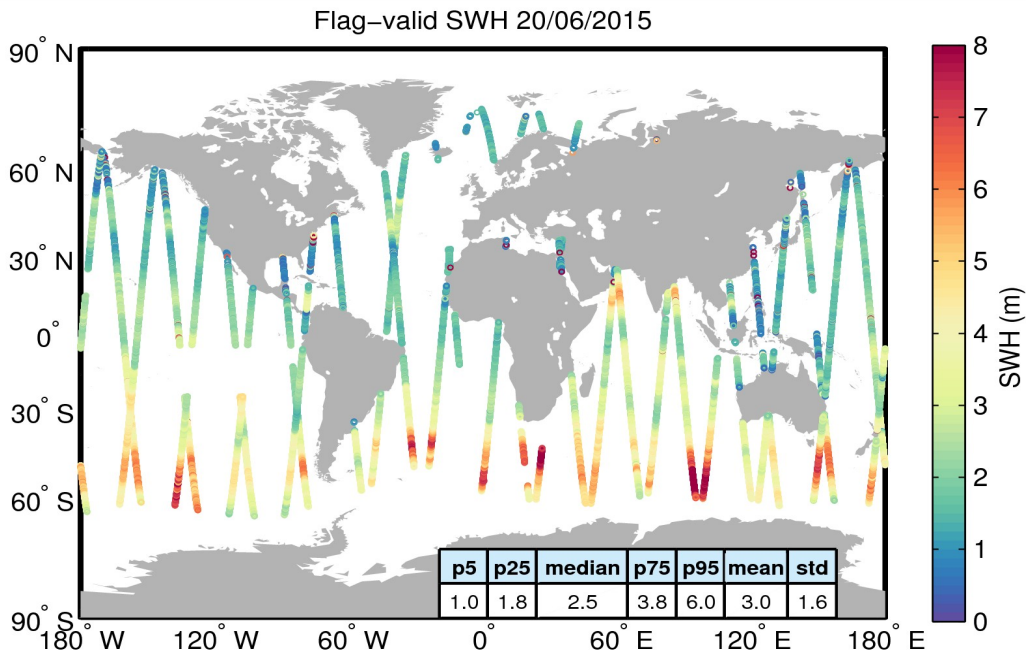 Flag−valid SWH 20/06/2015
90° N
60° N
30° N
0°
30° S
60° S
90° S
180° W
120° W
60° W
0°
60° E
120° E
180° E
p5 p25 median p75 p95 mean std
1.0 1.8 2.5 3.8 6.0 3.0 1.6
8
7
6
5
4
3
2
1
0
SWH (m)